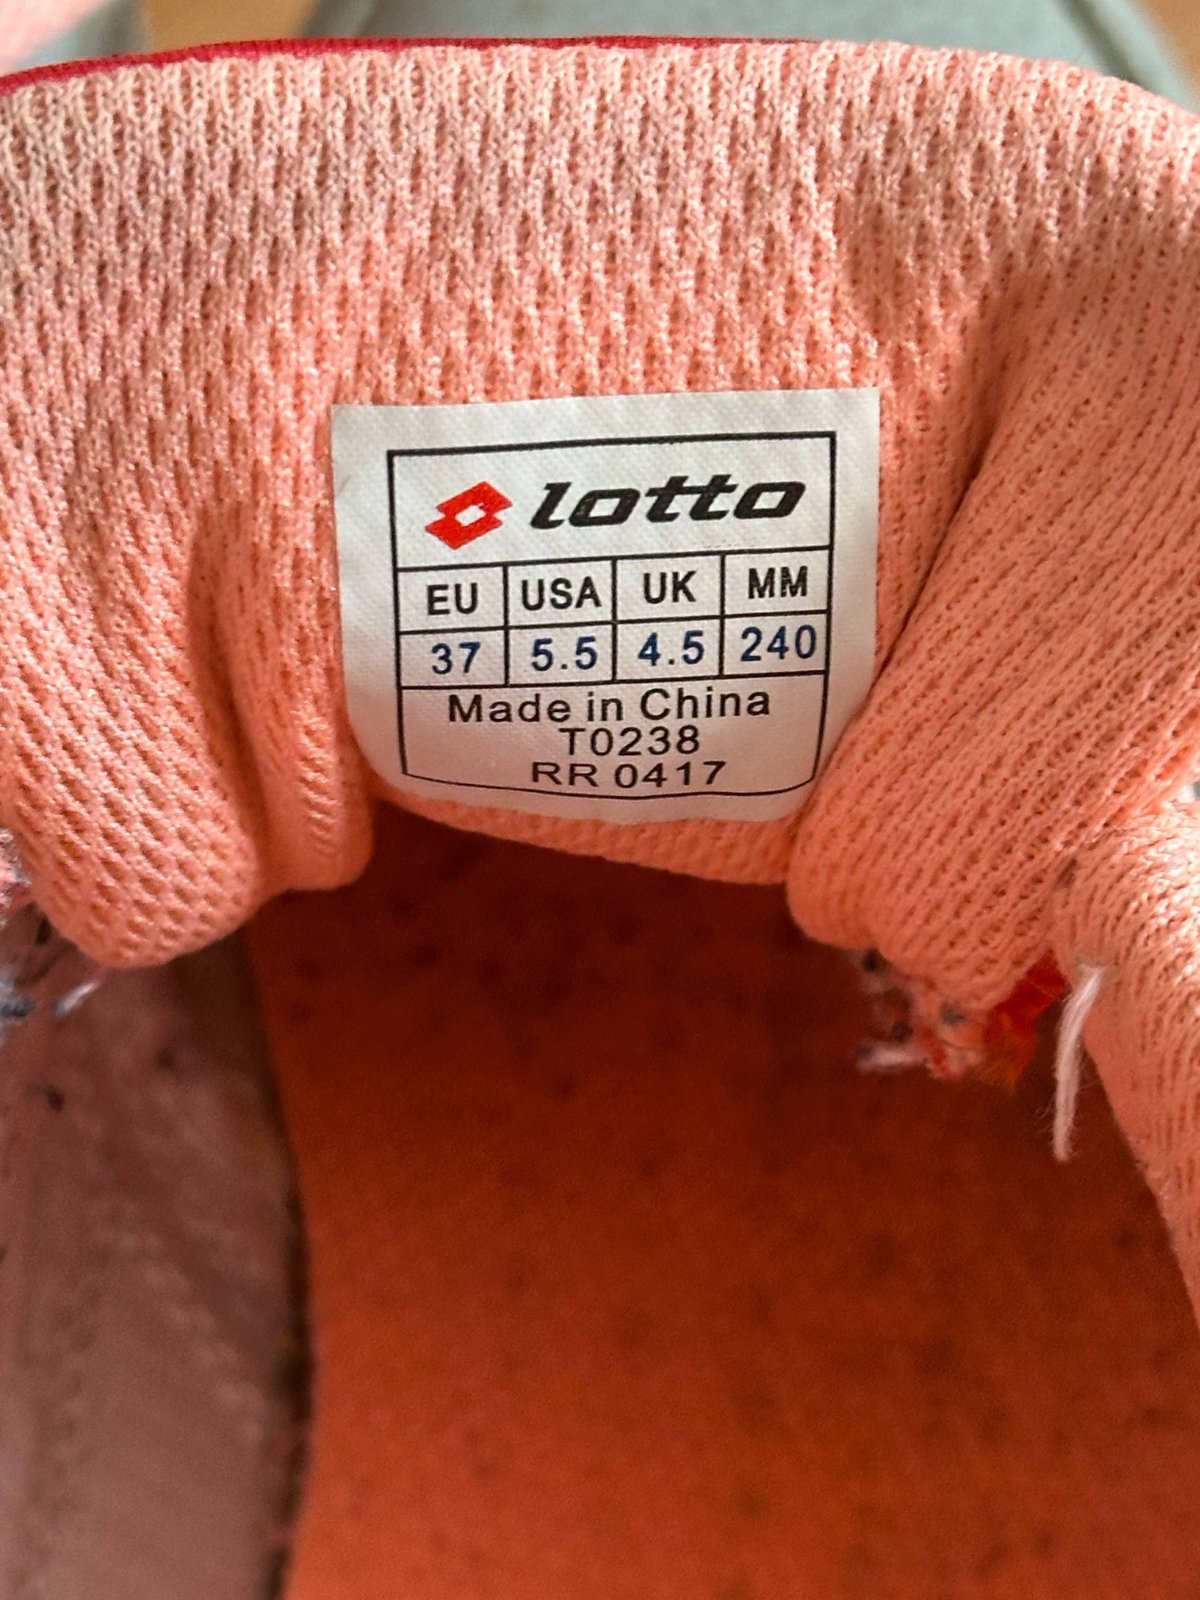 lotto
EU USA UK MM
37 5.5 4.5 240
Made in China
T0238
RR 0417